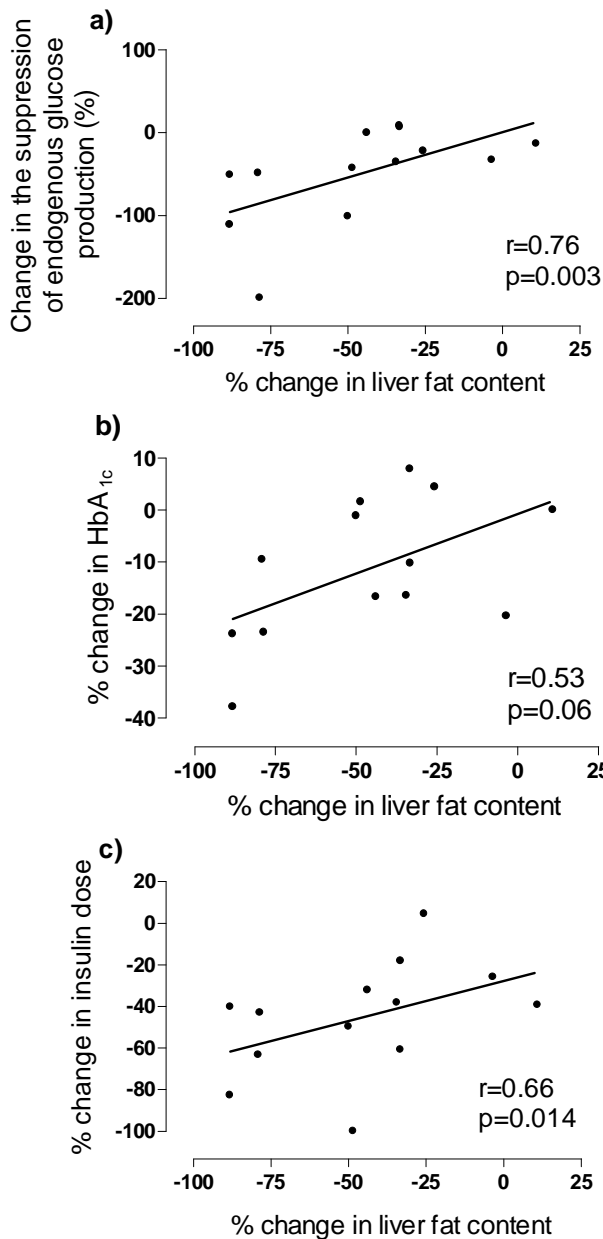 a)
Change in the suppression
of endogenous glucose
production (%)
100
0
-100
-200
r=0.76
p=0.003
-100 -75 -50 -25 0 25
% change in liver fat content
b)
% change in HbA1c
10
0
-10
-20
-30
-40
r=0.53
p=0.06
-100 -75 -50 -25 0 25
% change in liver fat content
c)
% change in insulin dose
20
0
-20
-40
-60
-80
-100
r=0.66
p=0.014
-100 -75 -50 -25 0 25
% change in liver fat content